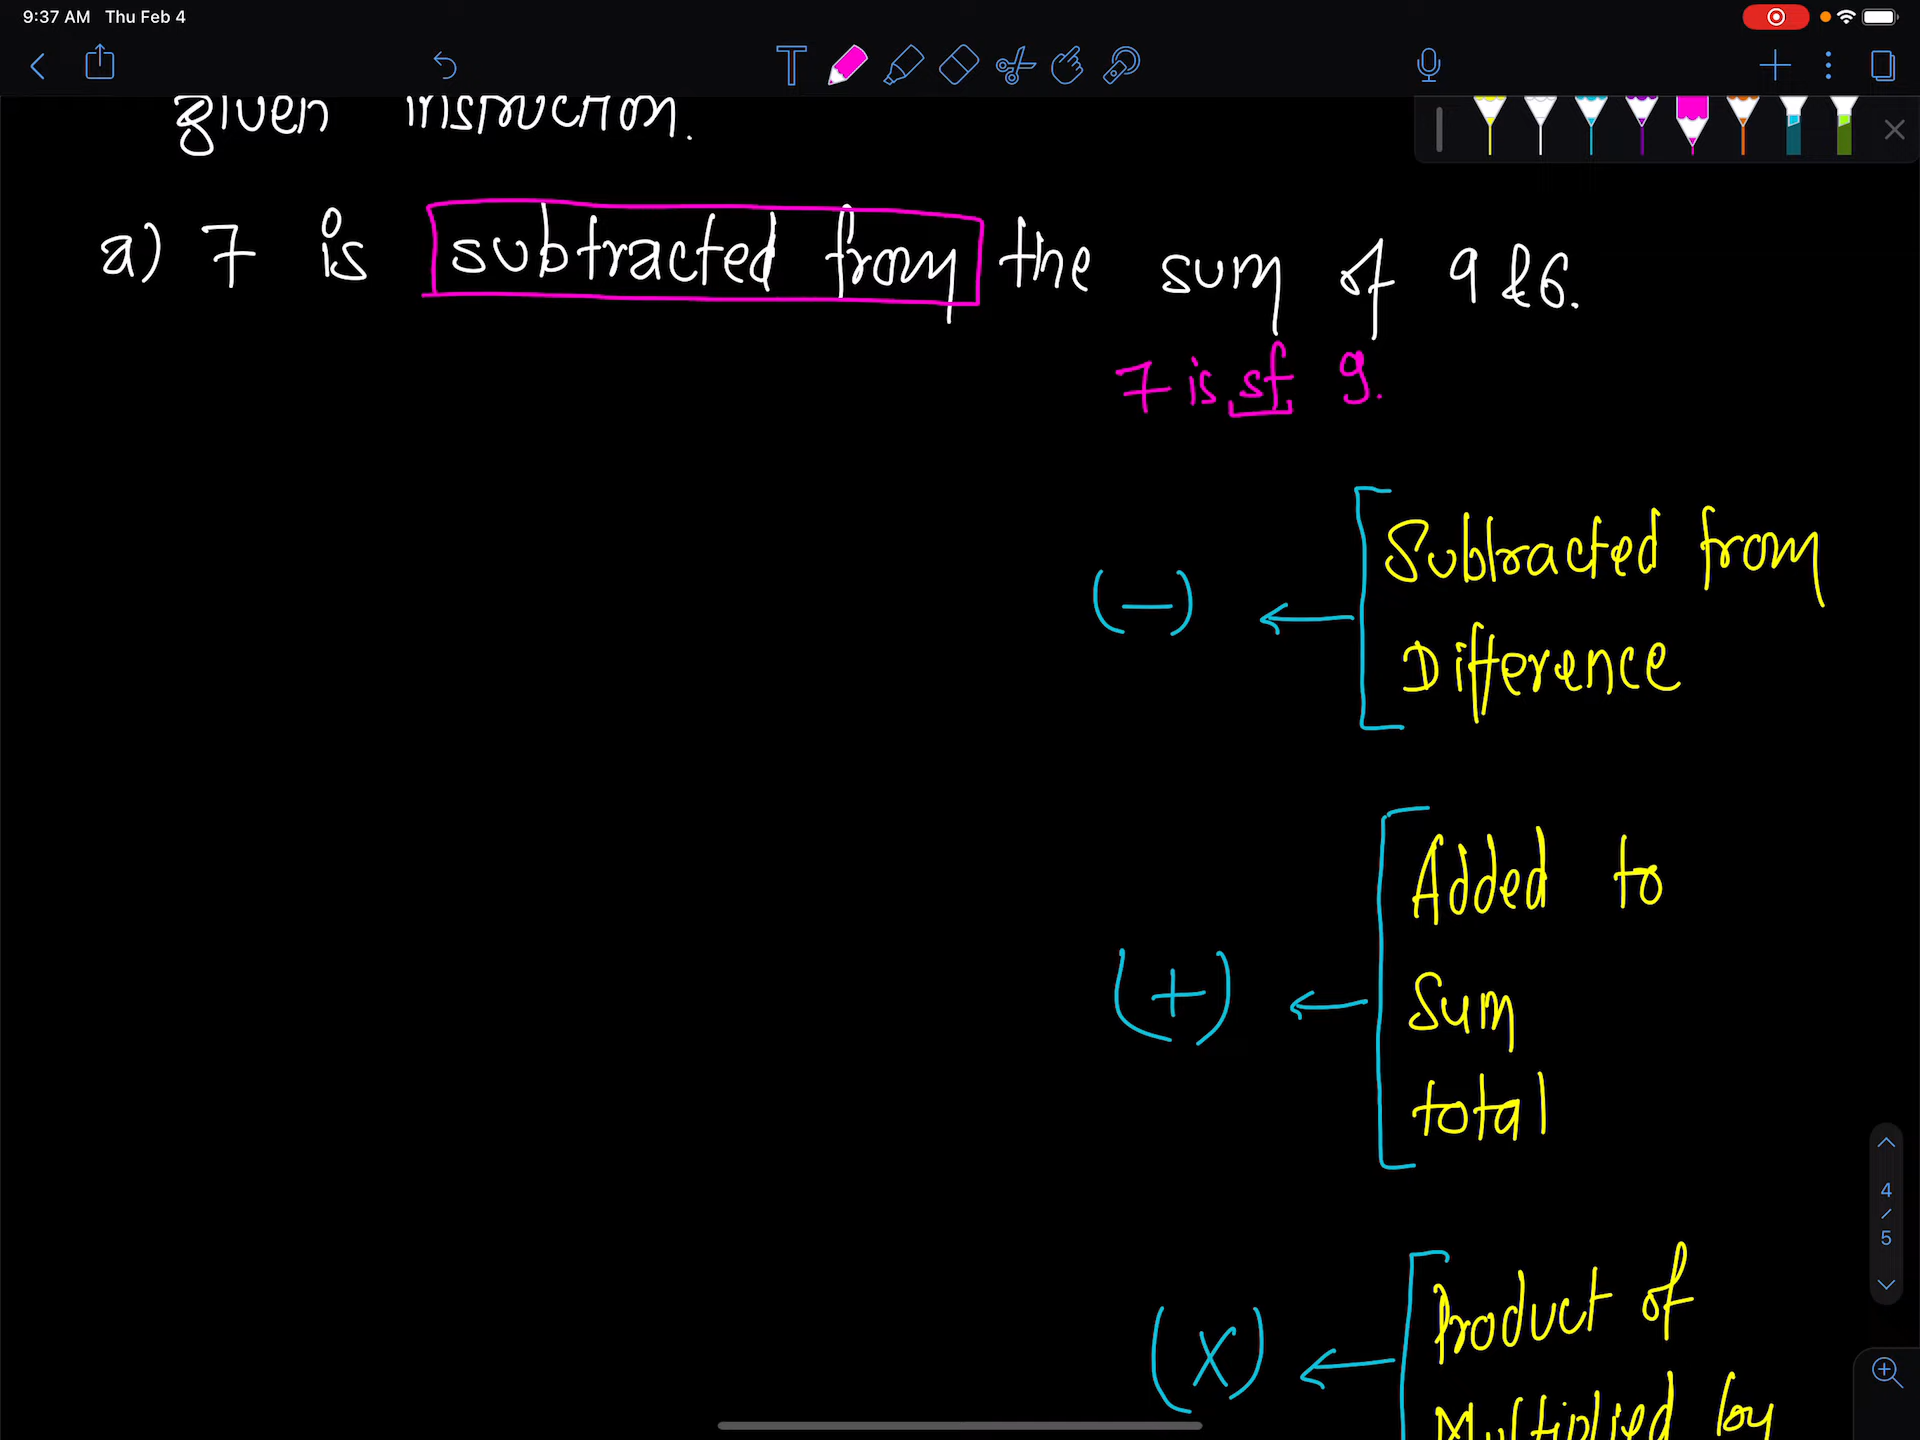 9:37 AM Thu Feb 4
given instruction.
a) 7 is subtracted from the sum of 9 & 6.
7 is sf 9.
(−) ← Subtracted from
Difference
Added to
(+) ← Sum
total
Product of
(×) ← Multiplied by
4
/
5